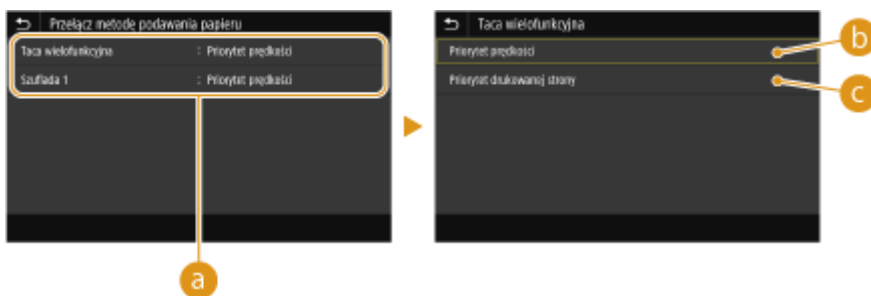 Przełącz metodę podawania papieru
Taca wielofunkcyjna : Priorytet prędkości
Szuflada 1 : Priorytet prędkości
a
Taca wielofunkcyjna
Priorytet prędkości
b
Priorytet drukowanej strony
c